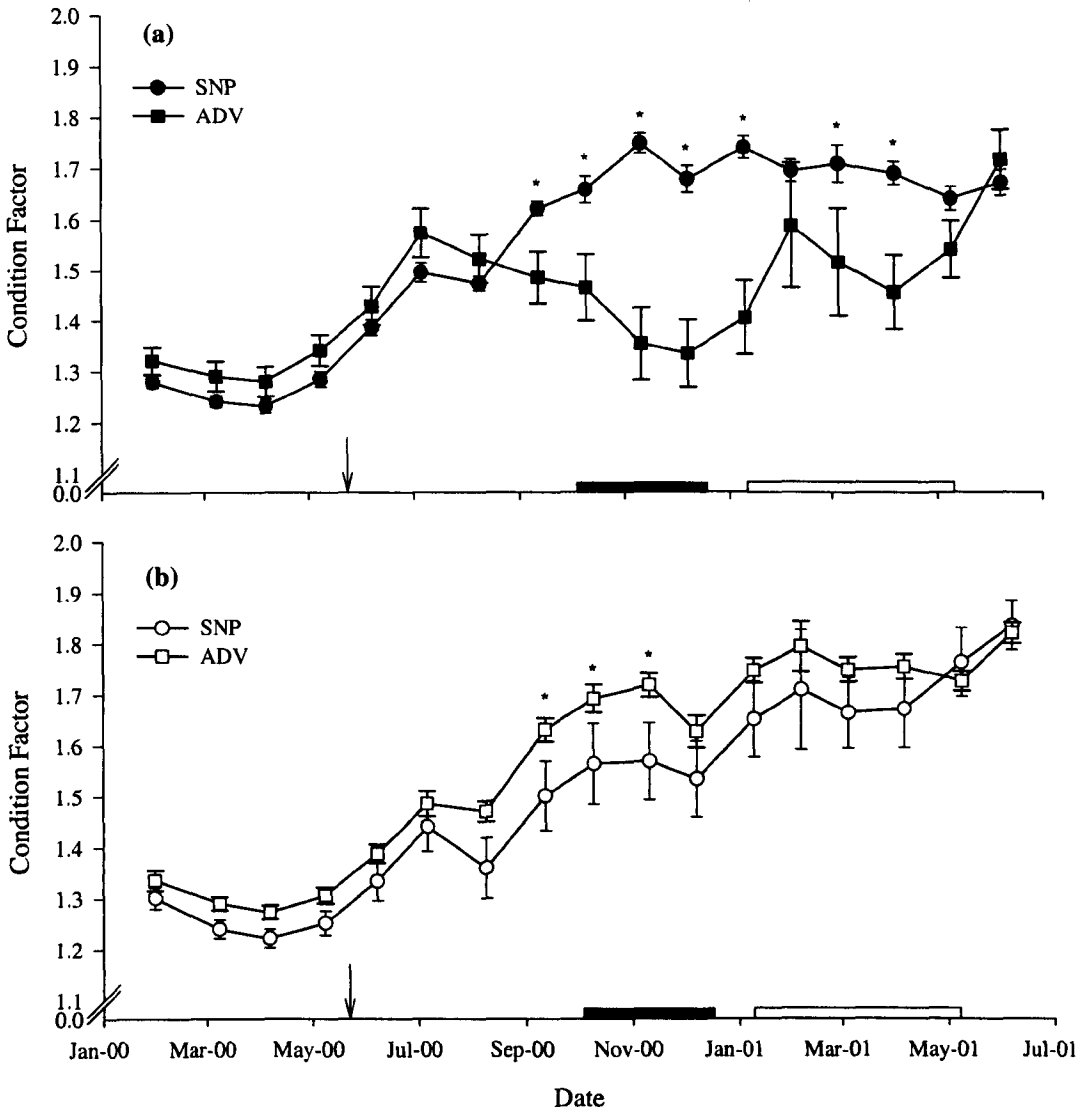 (a)
SNP
ADV
2.0
1.9
1.8
1.7
1.6
1.5
1.4
1.3
1.2
1.1
0.0
Condition Factor
* * * * * * *
(b)
SNP
ADV
2.0
1.9
1.8
1.7
1.6
1.5
1.4
1.3
1.2
1.1
0.0
Condition Factor
* * *
Jan-00 Mar-00 May-00 Jul-00 Sep-00 Nov-00 Jan-01 Mar-01 May-01 Jul-01
Date